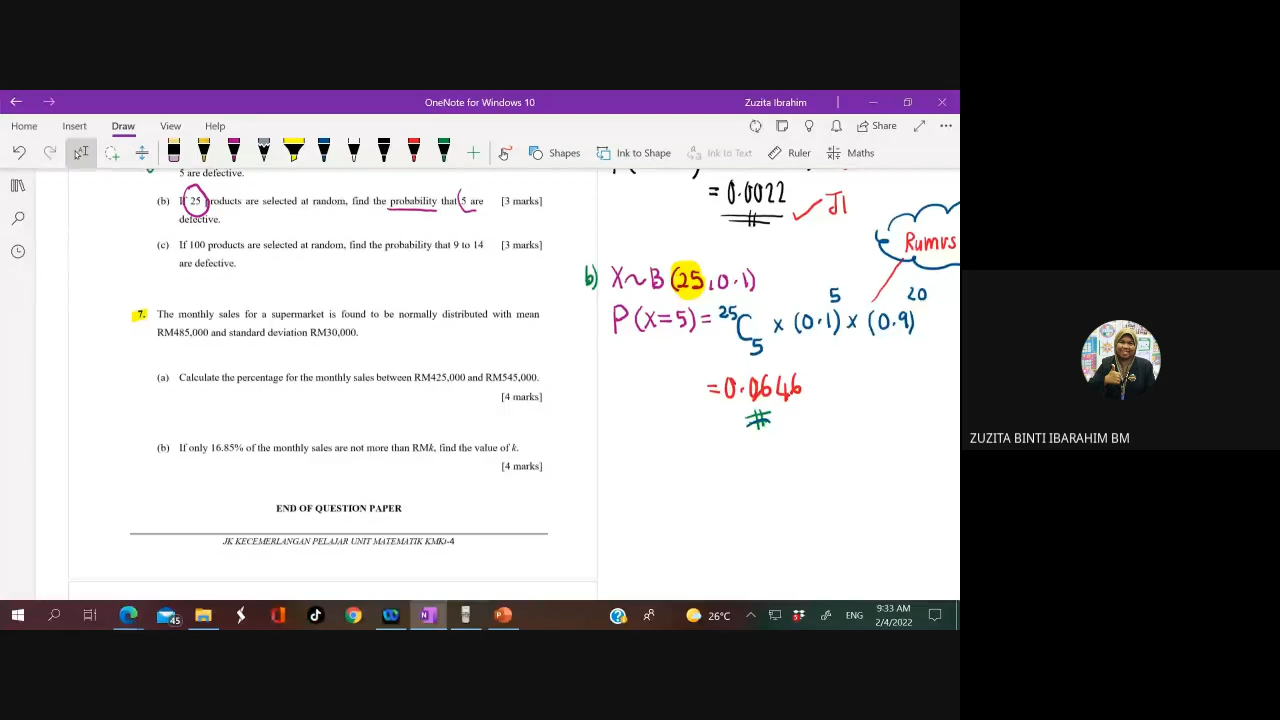 OneNote for Windows 10
Zuzita Ibrahim
Home Insert Draw View Help
Share
Shapes Ink to Shape Ink to Text Ruler Maths
5 are defective.
(b) If 25 products are selected at random, find the probability that 5 are [3 marks]
defective.
(c) If 100 products are selected at random, find the probability that 9 to 14 [3 marks]
are defective.
7. The monthly sales for a supermarket is found to be normally distributed with mean
RM485,000 and standard deviation RM30,000.
(a) Calculate the percentage for the monthly sales between RM425,000 and RM545,000.
[4 marks]
(b) If only 16.85% of the monthly sales are not more than RMk, find the value of k.
[4 marks]
END OF QUESTION PAPER
JK KECEMERLANGAN PELAJAR UNIT MATEMATIK KMKt-4
= 0.0022
J1
Rumus
b) X~B (25, 0.1)
P(X=5) = ²⁵C₅ × (0.1)⁵ × (0.9)²⁰
= 0.0646
ZUZITA BINTI IBARAHIM BM
45
26°C
5
ENG
9:33 AM
2/4/2022